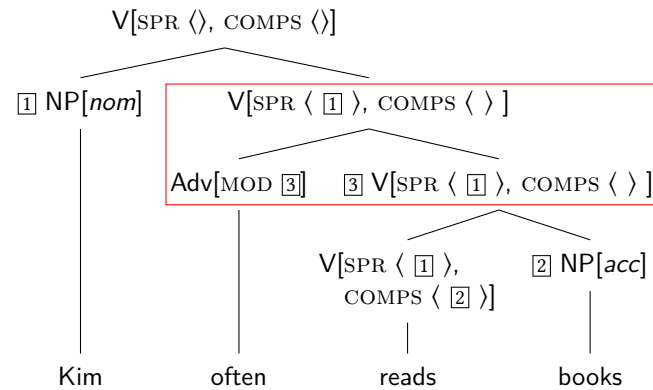 V[SPR ⟨⟩, COMPS ⟨⟩]
1 NP[nom] V[SPR ⟨ 1 ⟩, COMPS ⟨ ⟩ ]
Adv[MOD 3] 3 V[SPR ⟨ 1 ⟩, COMPS ⟨ ⟩ ]
V[SPR ⟨ 1 ⟩,
COMPS ⟨ 2 ⟩] 2 NP[acc]
Kim often reads books